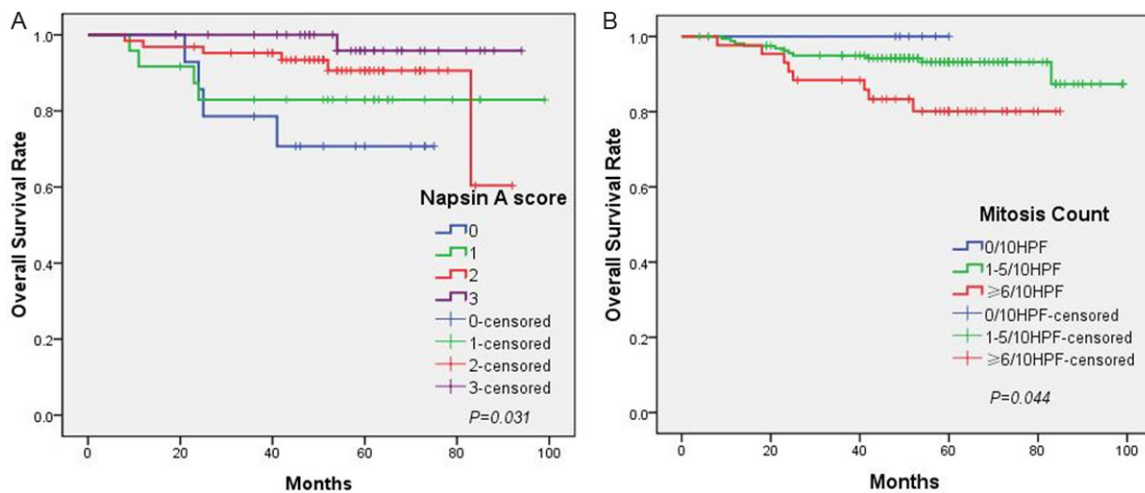 A
Overall Survival Rate
1.0
0.8
0.6
0.4
0.2
0.0
Napsin A score
0
1
2
3
0-censored
1-censored
2-censored
3-censored
P=0.031
0 20 40 60 80 100
Months
B
Overall Survival Rate
1.0
0.8
0.6
0.4
0.2
0.0
Mitosis Count
0/10HPF
1-5/10HPF
≥6/10HPF
0/10HPF-censored
1-5/10HPF-censored
≥6/10HPF-censored
P=0.044
0 20 40 60 80 100
Months